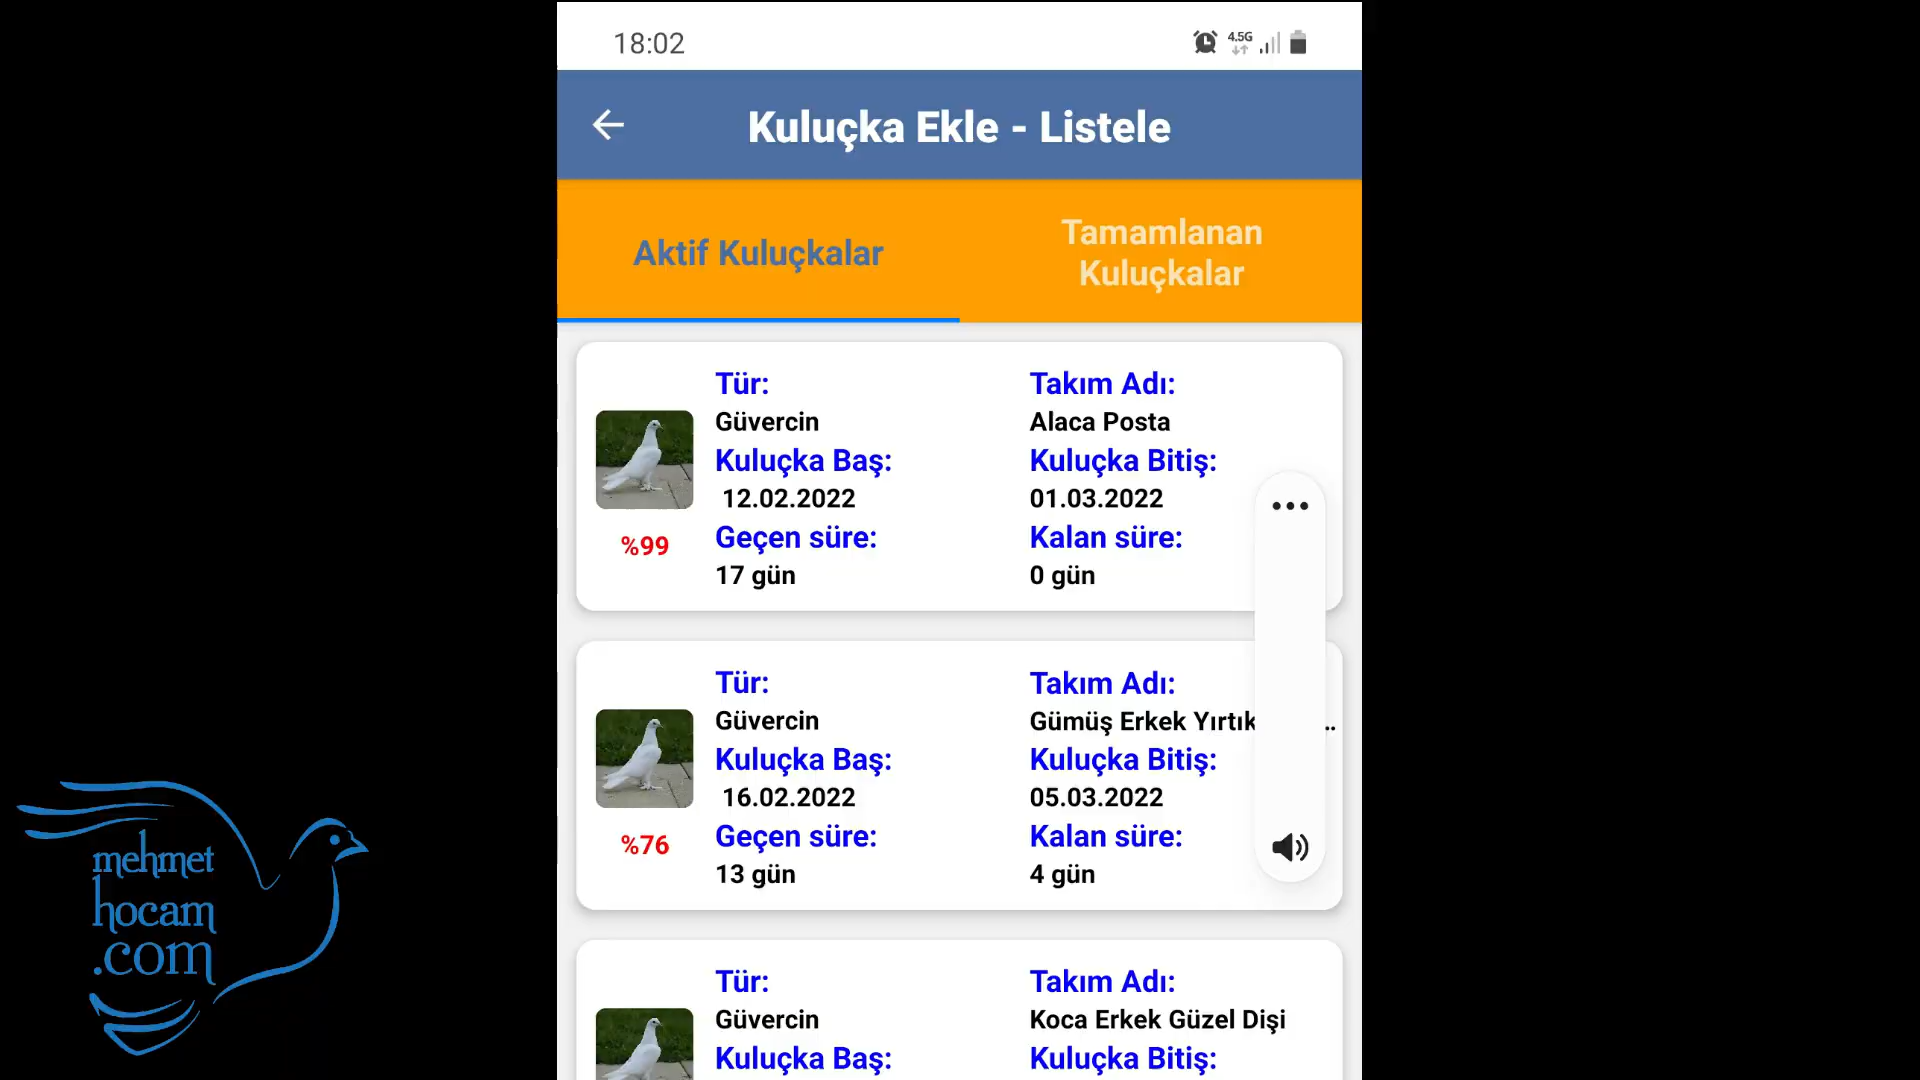 18:02
4.5G
Kuluçka Ekle - Listele
Aktif Kuluçkalar
Tamamlanan
Kuluçkalar
Tür:
Takım Adı:
Güvercin
Alaca Posta
Kuluçka Baş:
Kuluçka Bitiş:
12.02.2022
01.03.2022
%99
Geçen süre:
Kalan süre:
17 gün
0 gün
Tür:
Takım Adı:
Güvercin
Gümüş Erkek Yırtık ..
Kuluçka Baş:
Kuluçka Bitiş:
16.02.2022
05.03.2022
%76
Geçen süre:
Kalan süre:
13 gün
4 gün
Tür:
Takım Adı:
Güvercin
Koca Erkek Güzel Dişi
Kuluçka Baş:
Kuluçka Bitiş:
mehmet
hocam
.com